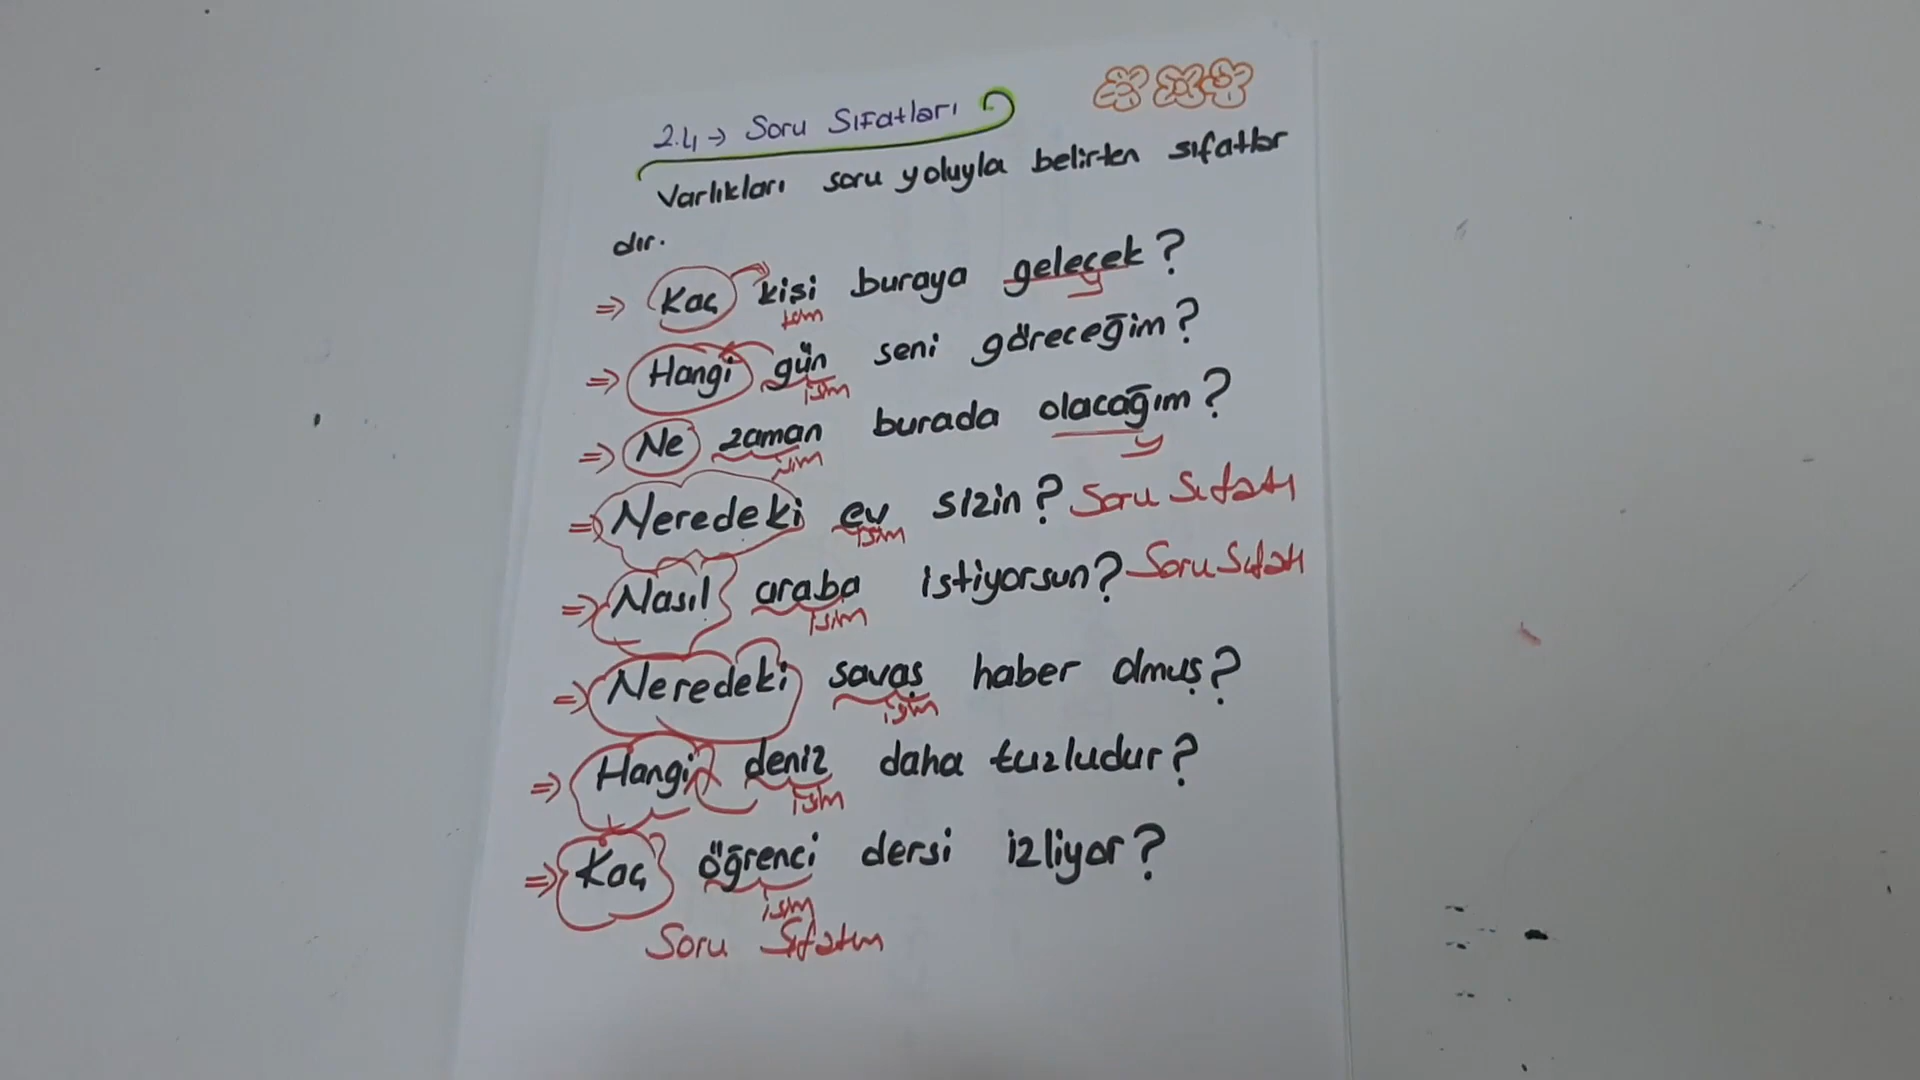 2.4 → Soru Sıfatları
Varlıkları soru yoluyla belirten sıfatlar
dır.
⇒ Kaç kişi buraya gelecek?
isim y
⇒ Hangi gün seni göreceğim?
isim
⇒ Ne zaman burada olacağım?
isim y
⇒ Neredeki ev sizin? Soru Sıfatı
isim
⇒ Nasıl araba istiyorsun? Soru Sıfatı
isim
⇒ Neredeki savaş haber olmuş?
isim
⇒ Hangi deniz daha tuzludur?
isim
⇒ Kaç öğrenci dersi izliyor?
isim
Soru